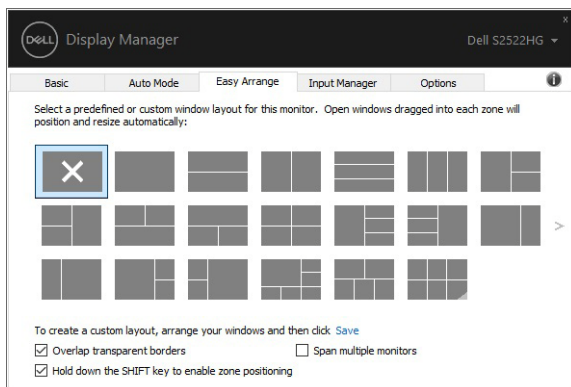 x
DELL Display Manager Dell S2522HG
Basic Auto Mode Easy Arrange Input Manager Options i
Select a predefined or custom window layout for this monitor. Open windows dragged into each zone will
position and resize automatically:
>
To create a custom layout, arrange your windows and then click Save
Overlap transparent borders Span multiple monitors
Hold down the SHIFT key to enable zone positioning